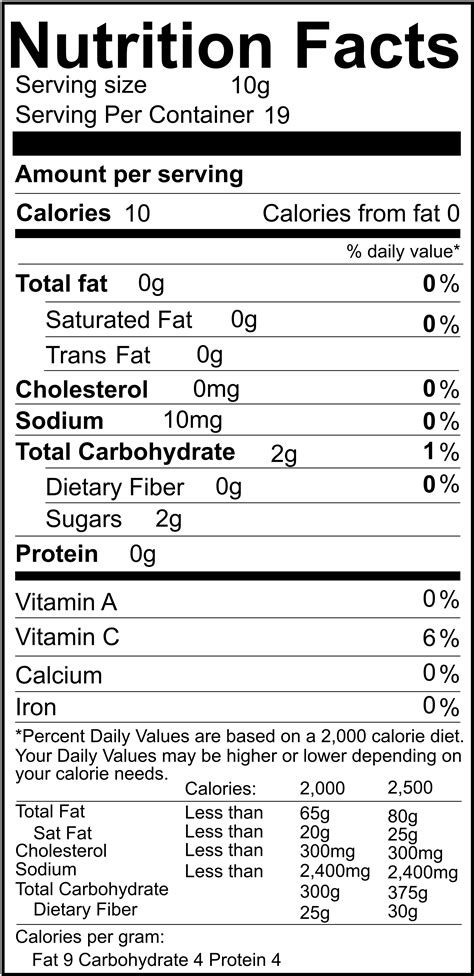 Nutrition Facts
Serving size 10g
Serving Per Container 19
Amount per serving
Calories 10 Calories from fat 0
% daily value*
Total fat 0g 0%
Saturated Fat 0g 0%
Trans Fat 0g
Cholesterol 0mg 0%
Sodium 10mg 0%
Total Carbohydrate 2g 1%
Dietary Fiber 0g 0%
Sugars 2g
Protein 0g
Vitamin A 0%
Vitamin C 6%
Calcium 0%
Iron 0%
*Percent Daily Values are based on a 2,000 calorie diet.
Your Daily Values may be higher or lower depending on
your calorie needs.
Calories: 2,000 2,500
Total Fat Less than 65g 80g
Sat Fat Less than 20g 25g
Cholesterol Less than 300mg 300mg
Sodium Less than 2,400mg 2,400mg
Total Carbohydrate 300g 375g
Dietary Fiber 25g 30g
Calories per gram:
Fat 9 Carbohydrate 4 Protein 4